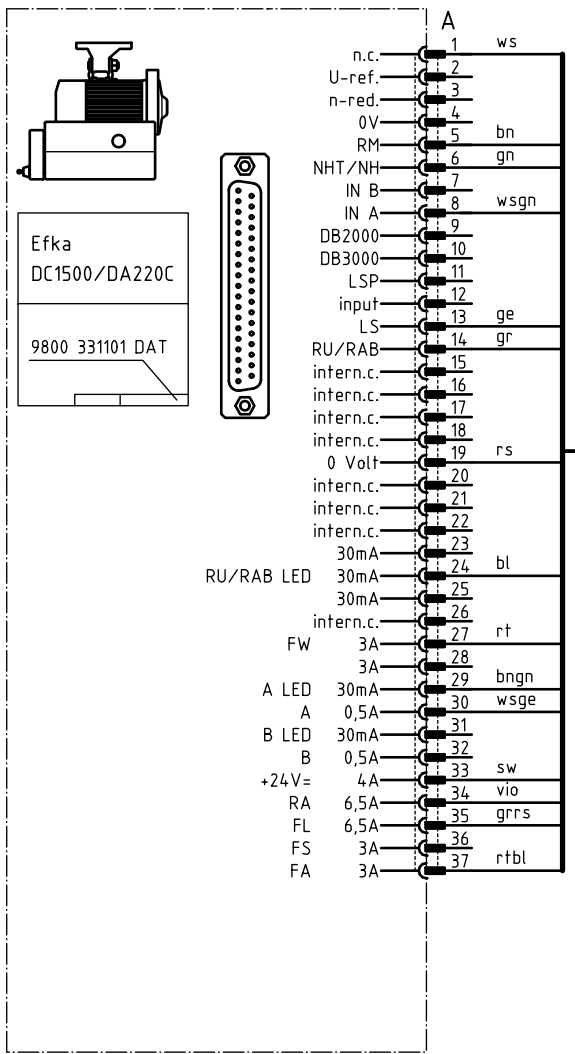 A
n.c. 1 ws
U-ref. 2
n-red. 3
0V 4
RM 5 bn
NHT/NH 6 gn
IN B 7
IN A 8 wsgn
DB2000 9
DB3000 10
LSP 11
input 12
LS 13 ge
RU/RAB 14 gr
intern.c. 15
intern.c. 16
intern.c. 17
intern.c. 18
0 Volt 19 rs
intern.c. 20
intern.c. 21
intern.c. 22
30mA 23
RU/RAB LED 30mA 24 bl
30mA 25
intern.c. 26
FW 3A 27 rt
3A 28
A LED 30mA 29 bngn
A 0,5A 30 wsge
B LED 30mA 31
B 0,5A 32
+24V= 4A 33 sw
RA 6,5A 34 vio
FL 6,5A 35 grrs
FS 3A 36
FA 3A 37 rtbl
Efka
DC1500/DA220C
9800 331101 DAT